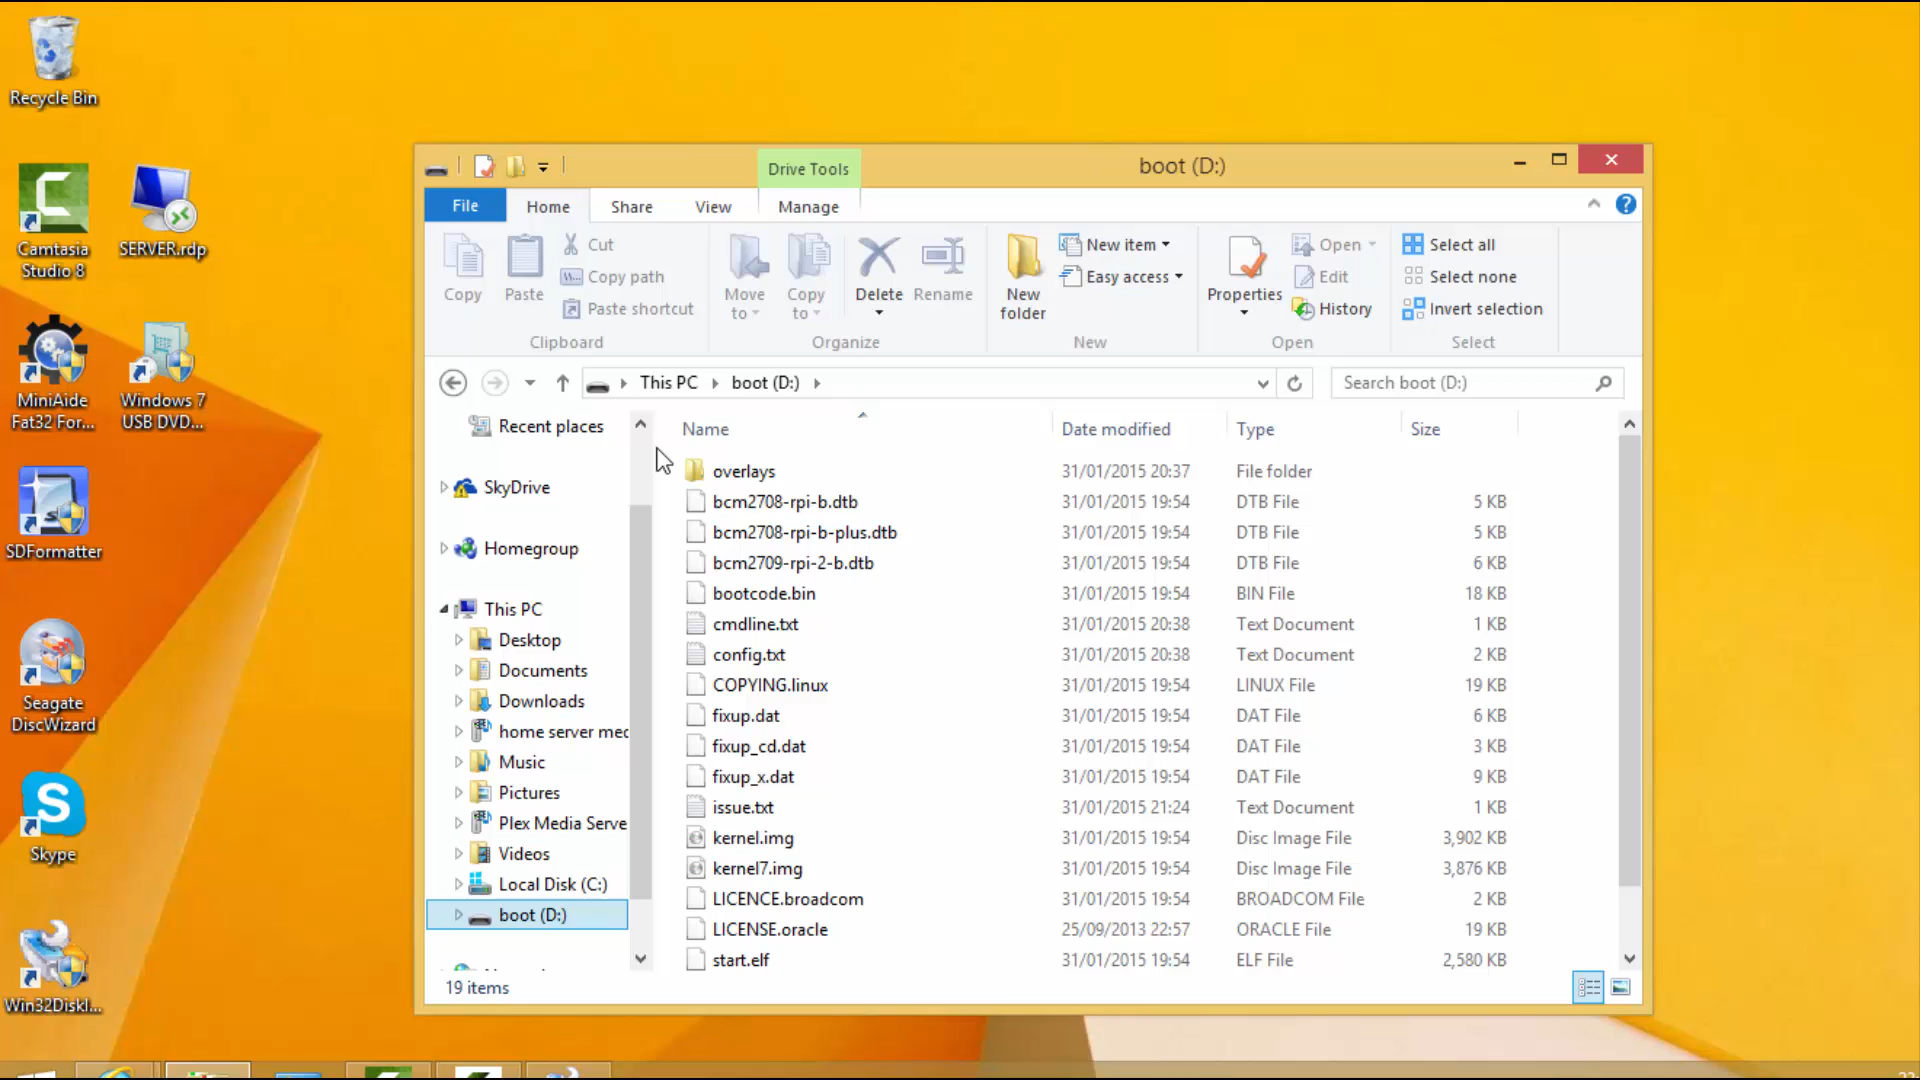 Recycle Bin
Camtasia
Studio 8
SERVER.rdp
MiniAide
Fat32 For...
Windows 7
USB DVD...
SDFormatter
Seagate
DiscWizard
Skype
Win32DiskI...
Drive Tools
boot (D:)
File
Home
Share
View
Manage
Copy
Paste
Cut
Copy path
Paste shortcut
Clipboard
Move
to
Copy
to
Delete
Rename
Organize
New
folder
New item
Easy access
New
Properties
Open
Edit
History
Open
Select all
Select none
Invert selection
Select
This PC
boot (D:)
Search boot (D:)
Recent places
SkyDrive
Homegroup
This PC
Desktop
Documents
Downloads
home server med
Music
Pictures
Plex Media Serve
Videos
Local Disk (C:)
boot (D:)
Name Date modified Type Size
overlays 31/01/2015 20:37 File folder
bcm2708-rpi-b.dtb 31/01/2015 19:54 DTB File 5 KB
bcm2708-rpi-b-plus.dtb 31/01/2015 19:54 DTB File 5 KB
bcm2709-rpi-2-b.dtb 31/01/2015 19:54 DTB File 6 KB
bootcode.bin 31/01/2015 19:54 BIN File 18 KB
cmdline.txt 31/01/2015 20:38 Text Document 1 KB
config.txt 31/01/2015 20:38 Text Document 2 KB
COPYING.linux 31/01/2015 19:54 LINUX File 19 KB
fixup.dat 31/01/2015 19:54 DAT File 6 KB
fixup_cd.dat 31/01/2015 19:54 DAT File 3 KB
fixup_x.dat 31/01/2015 19:54 DAT File 9 KB
issue.txt 31/01/2015 21:24 Text Document 1 KB
kernel.img 31/01/2015 19:54 Disc Image File 3,902 KB
kernel7.img 31/01/2015 19:54 Disc Image File 3,876 KB
LICENCE.broadcom 31/01/2015 19:54 BROADCOM File 2 KB
LICENSE.oracle 25/09/2013 22:57 ORACLE File 19 KB
start.elf 31/01/2015 19:54 ELF File 2,580 KB
19 items